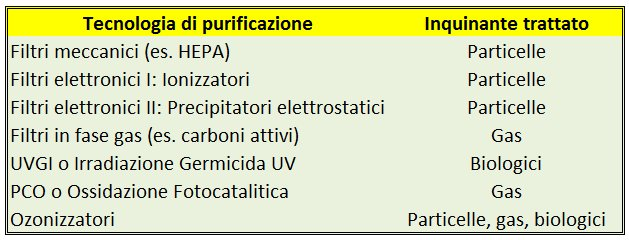 Tecnologia di purificazione Inquinante trattato
Filtri meccanici (es. HEPA) Particelle
Filtri elettronici I: Ionizzatori Particelle
Filtri elettronici II: Precipitatori elettrostatici Particelle
Filtri in fase gas (es. carboni attivi) Gas
UVGI o Irradiazione Germicida UV Biologici
PCO o Ossidazione Fotocatalitica Gas
Ozonizzatori Particelle, gas, biologici